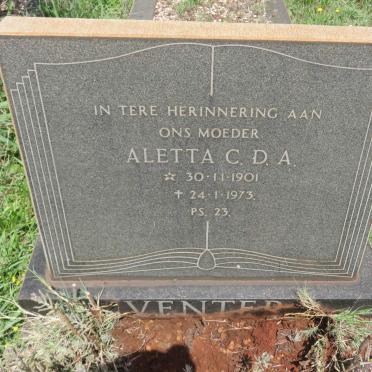 IN TERE HERINNERING AAN
ONS MOEDER
ALETTA C. D. A.
☆ 30-11-1901
✝ 24-1-1973.
PS. 23.
VENTER